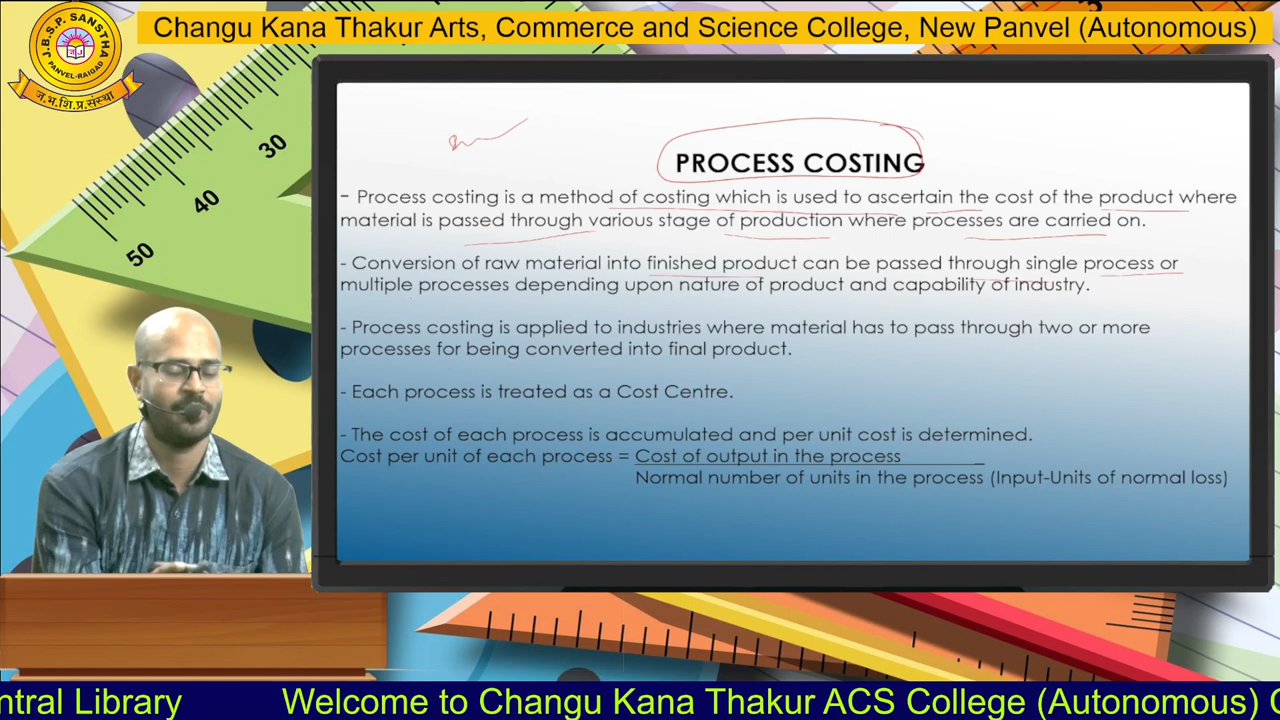 Changu Kana Thakur Arts, Commerce and Science College, New Panvel (Autonomous)
J.B.S.P. SANSTHA
PANVEL-RAIGAD
ज.भ.शि.प्र.संस्था
30
40
50
PROCESS COSTING
- Process costing is a method of costing which is used to ascertain the cost of the product where
material is passed through various stage of production where processes are carried on.
- Conversion of raw material into finished product can be passed through single process or
multiple processes depending upon nature of product and capability of industry.
- Process costing is applied to industries where material has to pass through two or more
processes for being converted into final product.
- Each process is treated as a Cost Centre.
- The cost of each process is accumulated and per unit cost is determined.
Cost per unit of each process = Cost of output in the process
Normal number of units in the process (Input-Units of normal loss)
ntral Library Welcome to Changu Kana Thakur ACS College (Autonomous)